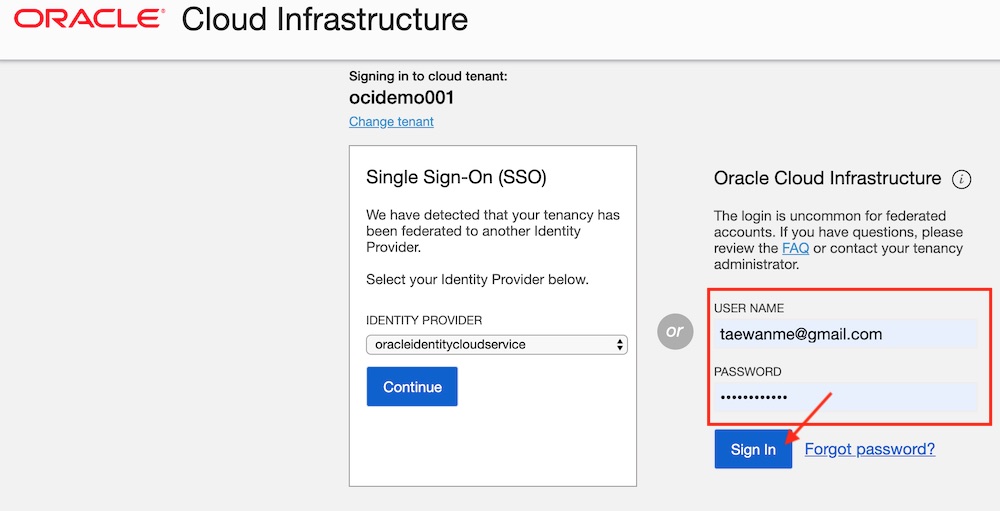 ORACLE® Cloud Infrastructure
Signing in to cloud tenant:
ocidemo001
Change tenant
Single Sign-On (SSO)
We have detected that your tenancy has
been federated to another Identity
Provider.
Select your Identity Provider below.
IDENTITY PROVIDER
oracleidentitycloudservice
Continue
or
Oracle Cloud Infrastructure i
The login is uncommon for federated
accounts. If you have questions, please
review the FAQ or contact your tenancy
administrator.
USER NAME
taewanme@gmail.com
PASSWORD
••••••••••••
Sign In Forgot password?